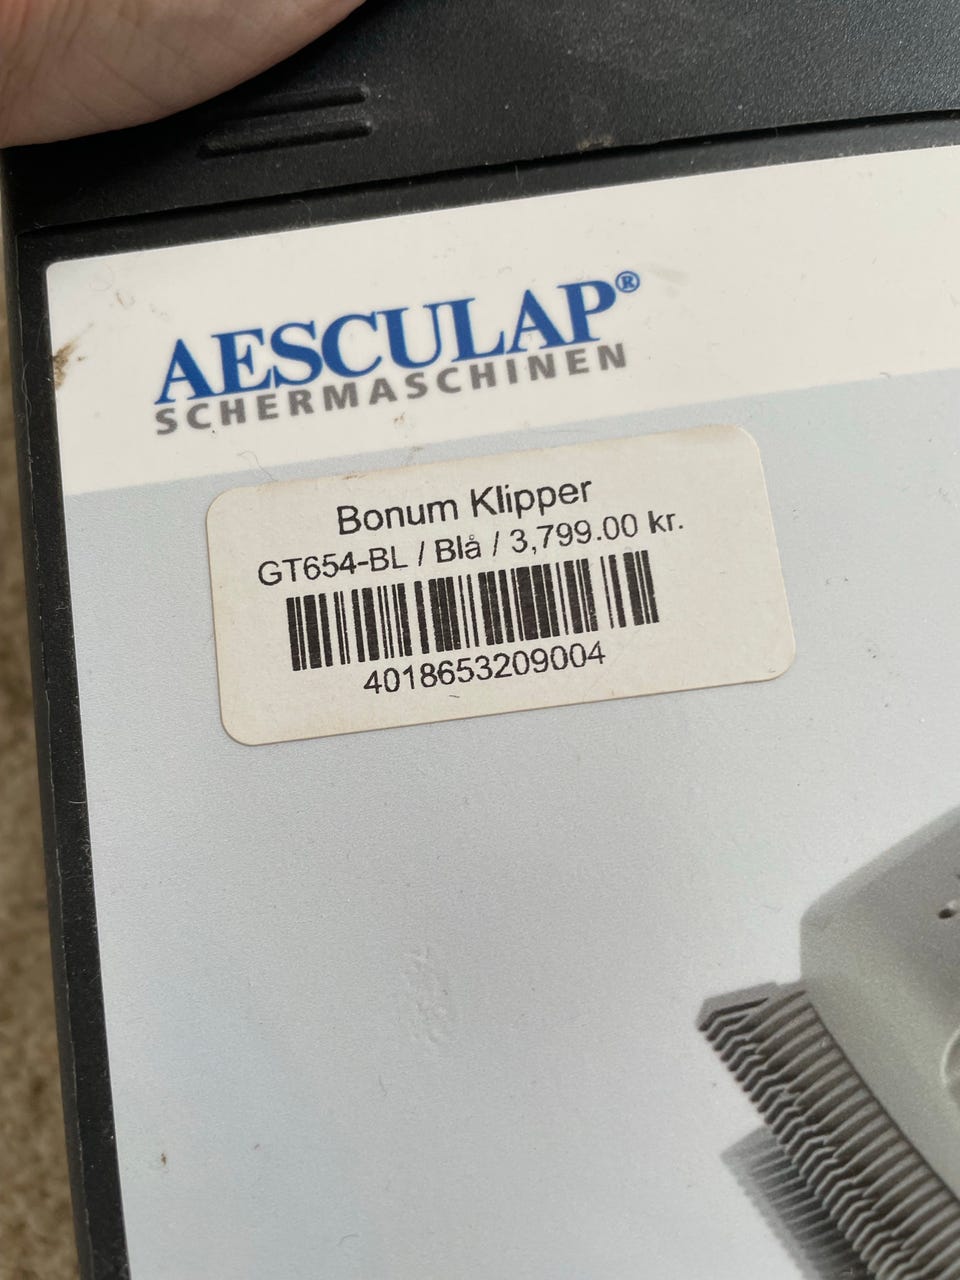 AESCULAP®
SCHERMASCHINEN
Bonum Klipper
GT654-BL / Blå / 3,799.00 kr.
4018653209004